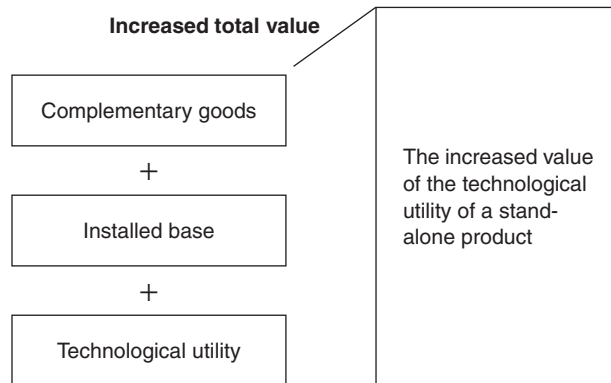 Increased total value
Complementary goods
+
Installed base
+
Technological utility
The increased value
of the technological
utility of a stand-
alone product